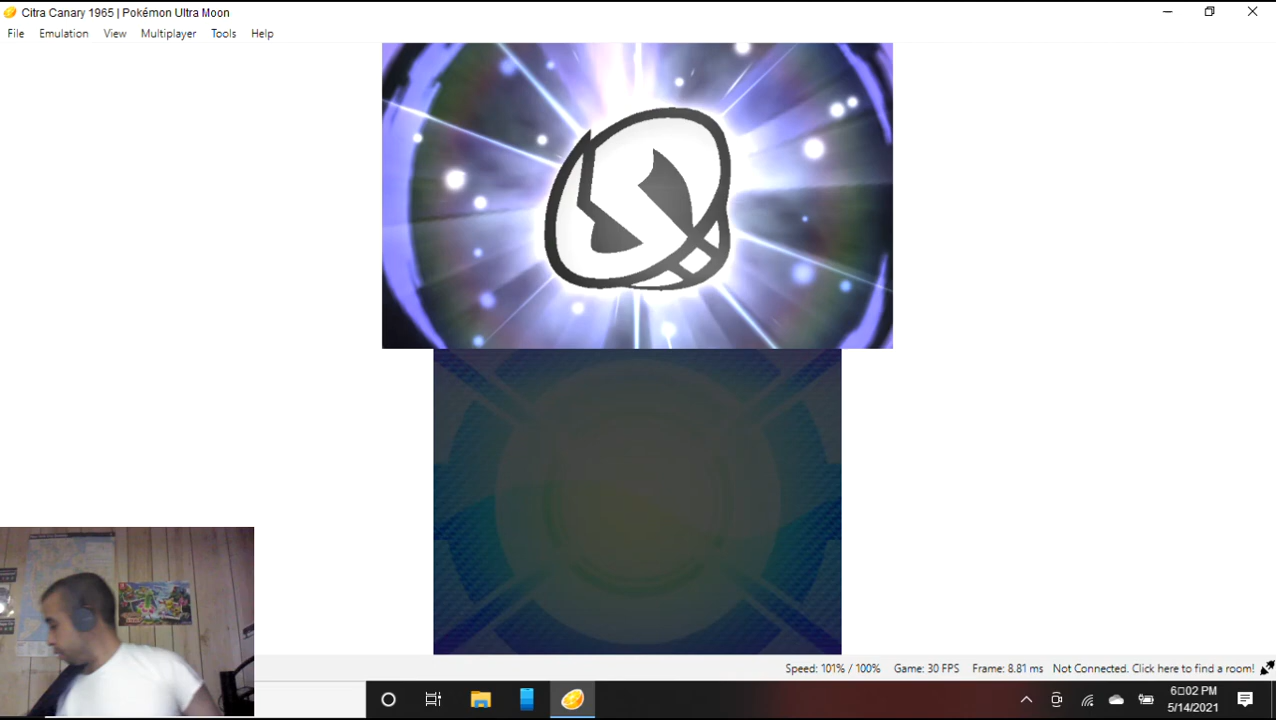 Citra Canary 1965 | Pokémon Ultra Moon
File Emulation View Multiplayer Tools Help
Speed: 101% / 100% Game: 30 FPS Frame: 8.81 ms Not Connected. Click here to find a room!
6□02 PM
5/14/2021